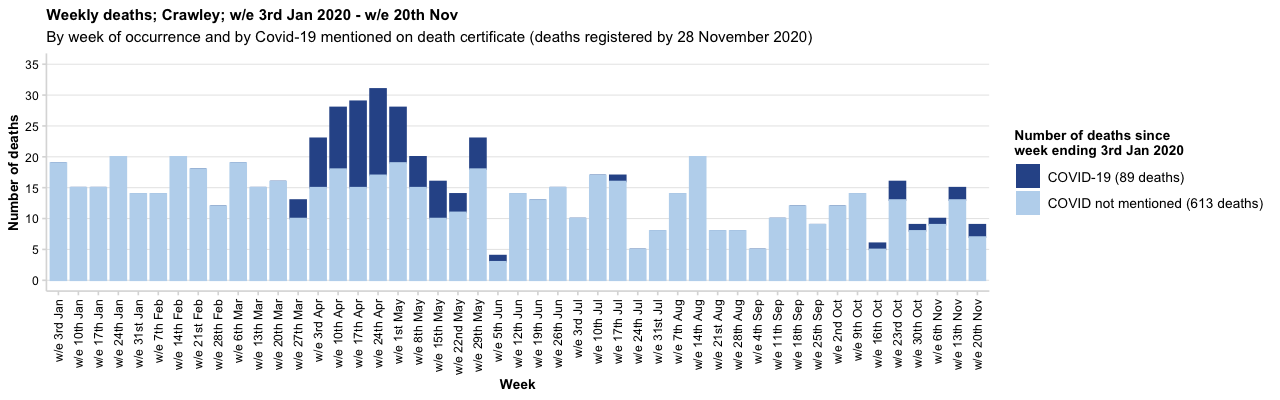 Weekly deaths; Crawley; w/e 3rd Jan 2020 - w/e 20th Nov
By week of occurrence and by Covid-19 mentioned on death certificate (deaths registered by 28 November 2020)
Number of deaths
35
30
25
20
15
10
5
0
w/e 3rd Jan
w/e 10th Jan
w/e 17th Jan
w/e 24th Jan
w/e 31st Jan
w/e 7th Feb
w/e 14th Feb
w/e 21st Feb
w/e 28th Feb
w/e 6th Mar
w/e 13th Mar
w/e 20th Mar
w/e 27th Mar
w/e 3rd Apr
w/e 10th Apr
w/e 17th Apr
w/e 24th Apr
w/e 1st May
w/e 8th May
w/e 15th May
w/e 22nd May
w/e 29th May
w/e 5th Jun
w/e 12th Jun
w/e 19th Jun
w/e 26th Jun
w/e 3rd Jul
w/e 10th Jul
w/e 17th Jul
w/e 24th Jul
w/e 31st Jul
w/e 7th Aug
w/e 14th Aug
w/e 21st Aug
w/e 28th Aug
w/e 4th Sep
w/e 11th Sep
w/e 18th Sep
w/e 25th Sep
w/e 2nd Oct
w/e 9th Oct
w/e 16th Oct
w/e 23rd Oct
w/e 30th Oct
w/e 6th Nov
w/e 13th Nov
w/e 20th Nov
Week
Number of deaths since
week ending 3rd Jan 2020
COVID-19 (89 deaths)
COVID not mentioned (613 deaths)